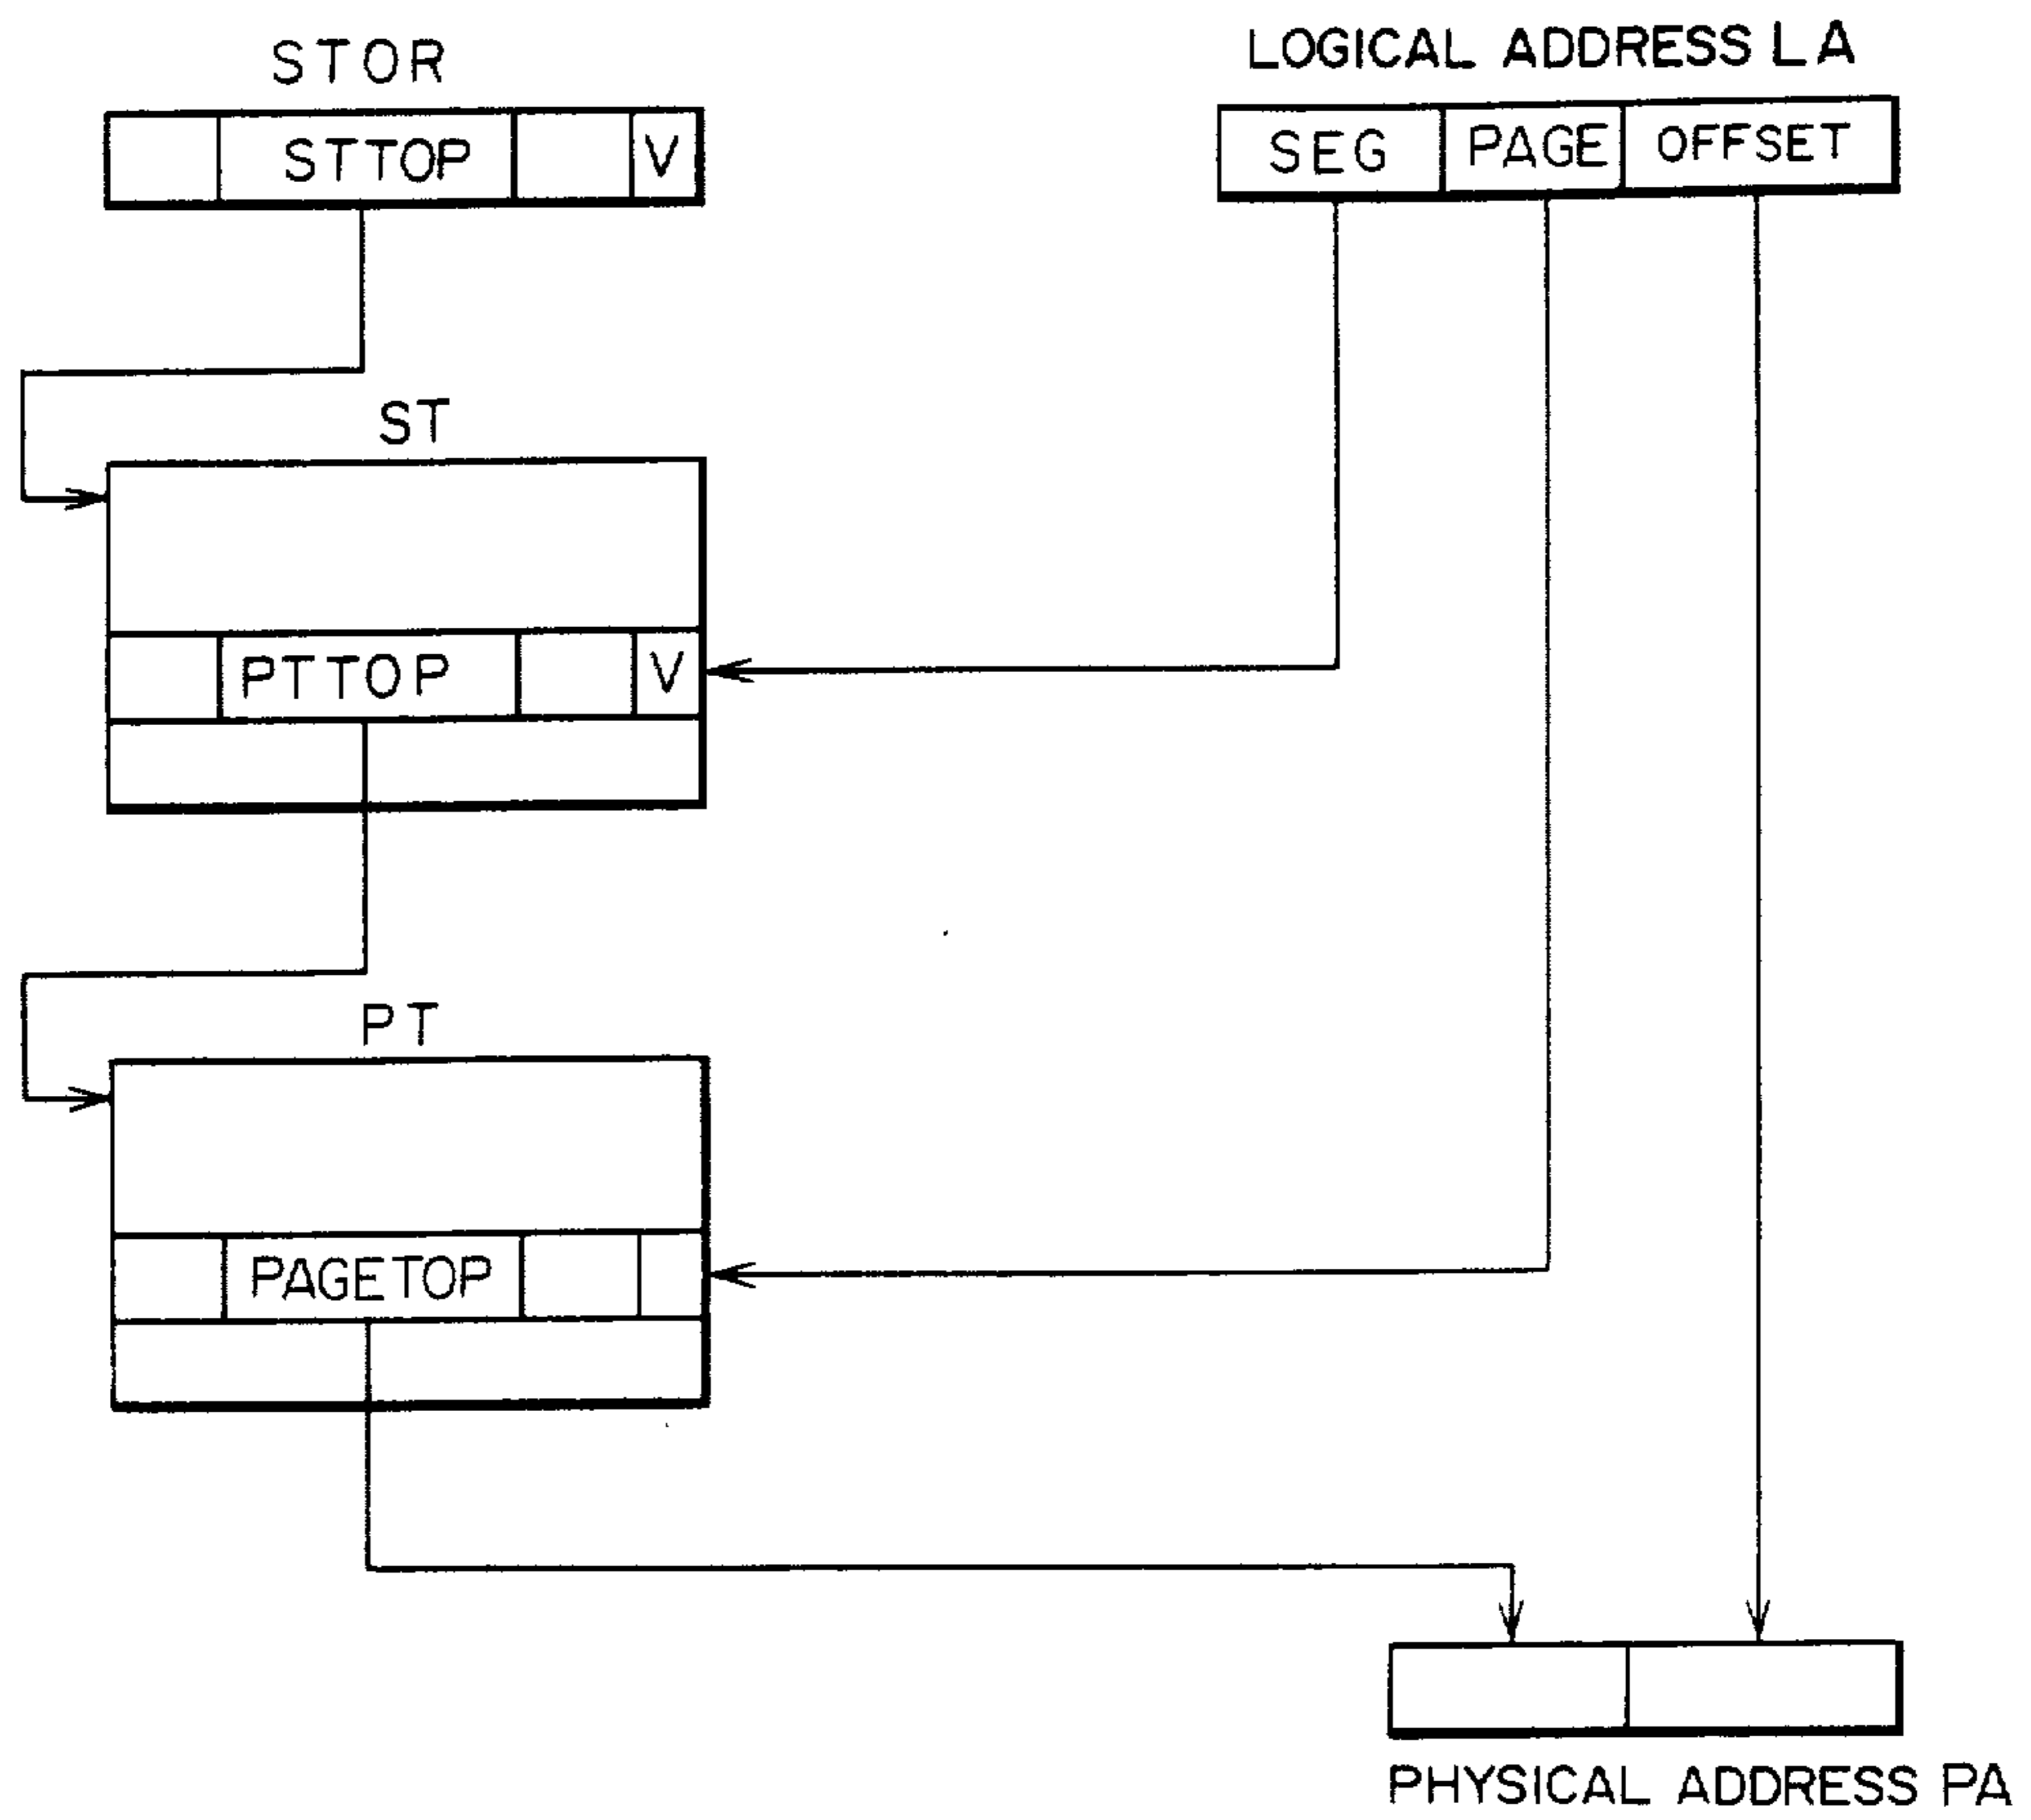 STOR
STTOP V
LOGICAL ADDRESS LA
SEG PAGE OFFSET
ST
PTTOP V
PT
PAGETOP
PHYSICAL ADDRESS PA